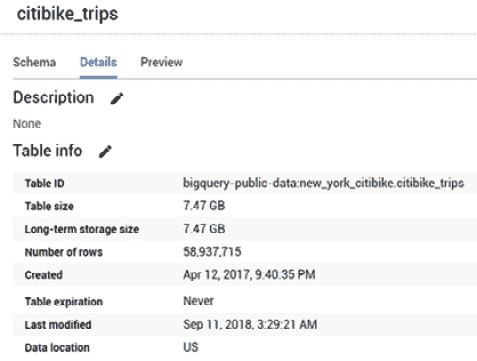 citibike_trips
Schema Details Preview
Description
None
Table info
Table ID bigquery-public-data:new_york_citibike.citibike_trips
Table size 7.47 GB
Long-term storage size 7.47 GB
Number of rows 58,937,715
Created Apr 12, 2017, 9:40:35 PM
Table expiration Never
Last modified Sep 11, 2018, 3:29:21 AM
Data location US